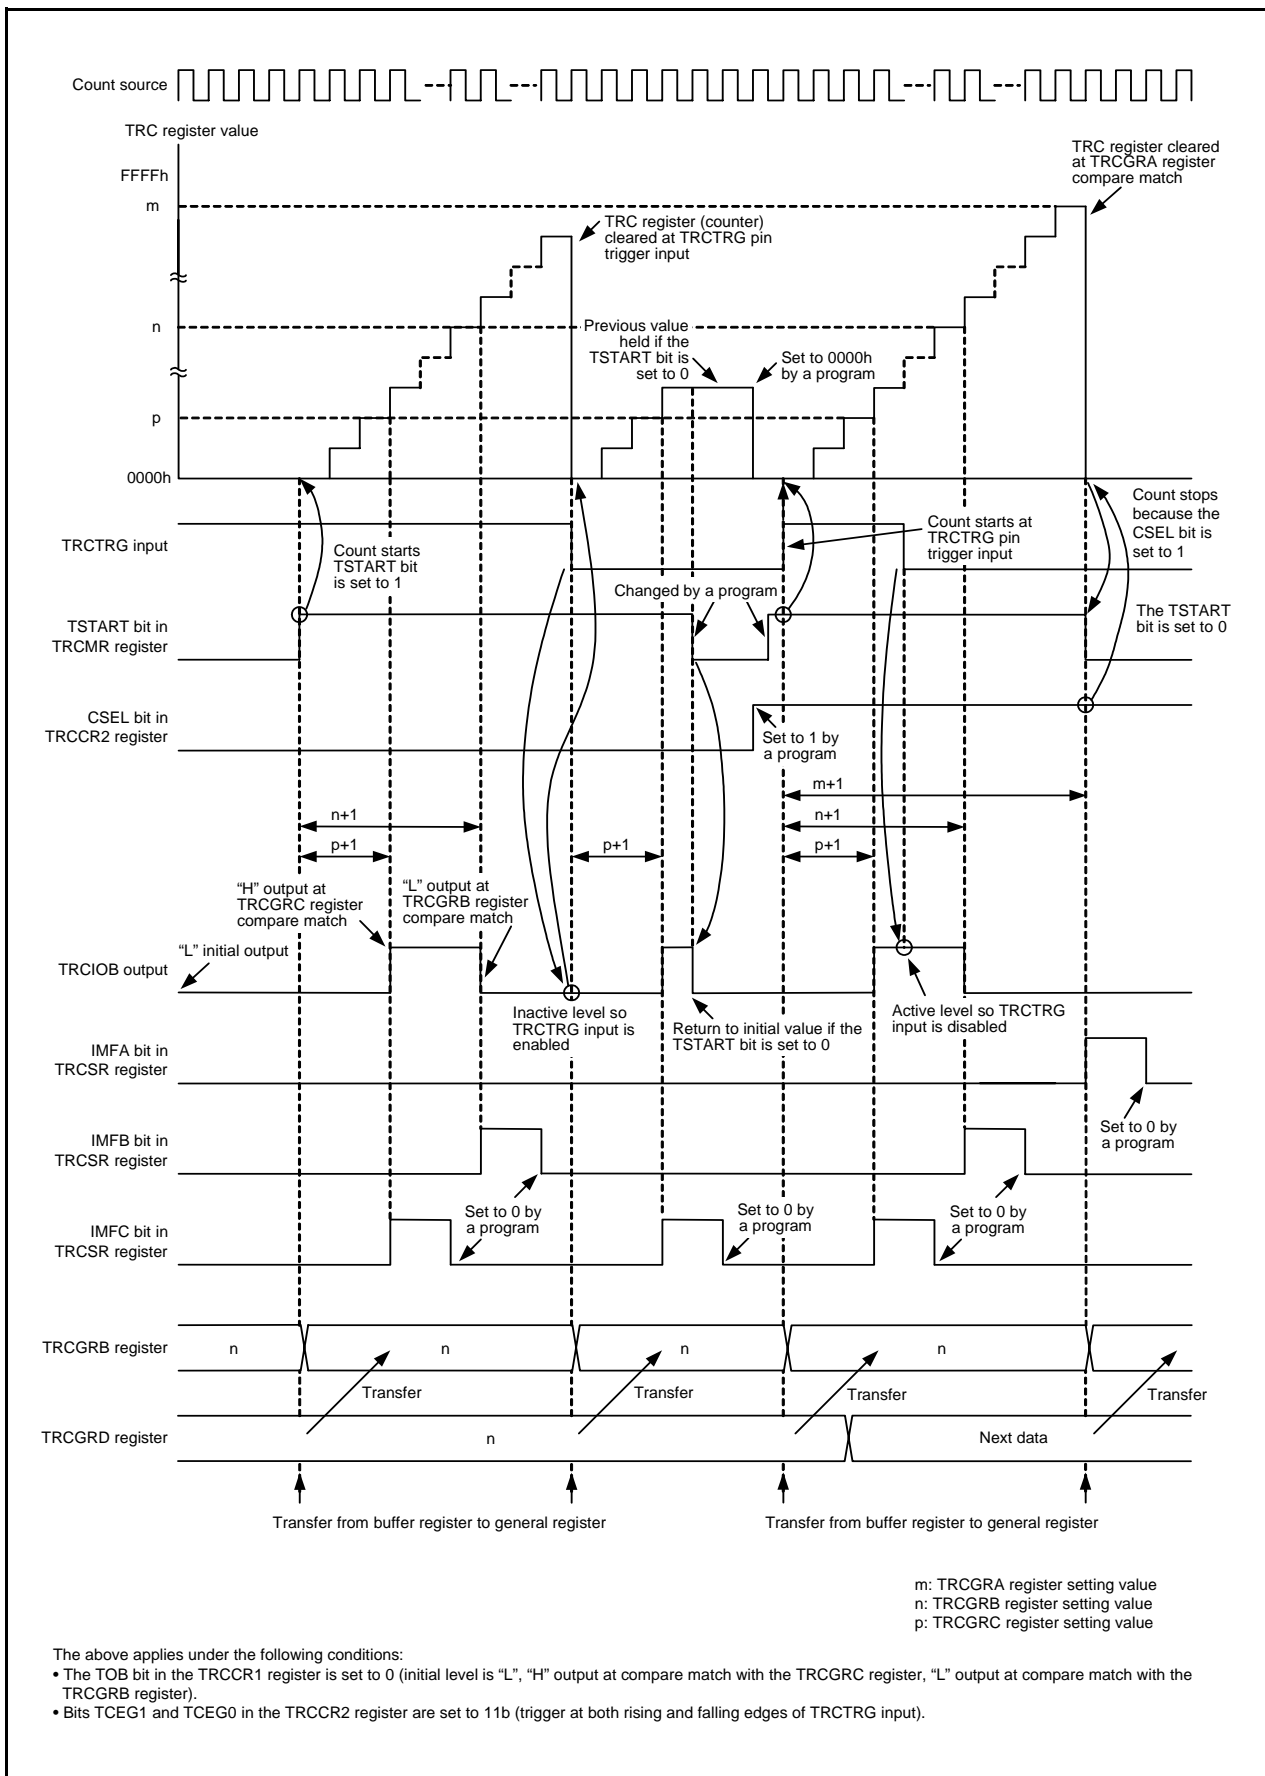 Count source
TRC register value
FFFFh
m
n
p
0000h
TRC register cleared
at TRCGRA register
compare match
TRC register (counter)
cleared at TRCTRG pin
trigger input
Previous value
held if the
TSTART bit is
set to 0
Set to 0000h
by a program
TRCTRG input
Count starts
TSTART bit
is set to 1
Count starts at
TRCTRG pin
trigger input
Count stops
because the
CSEL bit is
set to 1
Changed by a program
TSTART bit in
TRCMR register
The TSTART
bit is set to 0
CSEL bit in
TRCCR2 register
Set to 1 by
a program
m+1
n+1
n+1
p+1
p+1
p+1
“H” output at
TRCGRC register
compare match
“L” output at
TRCGRB register
compare match
“L” initial output
TRCIOB output
Inactive level so
TRCTRG input is
enabled
Return to initial value if the
TSTART bit is set to 0
Active level so TRCTRG
input is disabled
IMFA bit in
TRCSR register
Set to 0 by
a program
IMFB bit in
TRCSR register
Set to 0 by
a program
Set to 0 by
a program
Set to 0 by
a program
IMFC bit in
TRCSR register
TRCGRB register
n
n
n
n
Transfer
Transfer
Transfer
Transfer
TRCGRD register
n
Next data
Transfer from buffer register to general register
Transfer from buffer register to general register
m: TRCGRA register setting value
n: TRCGRB register setting value
p: TRCGRC register setting value
The above applies under the following conditions:
• The TOB bit in the TRCCR1 register is set to 0 (initial level is “L”, “H” output at compare match with the TRCGRC register, “L” output at compare match with the
TRCGRB register).
• Bits TCEG1 and TCEG0 in the TRCCR2 register are set to 11b (trigger at both rising and falling edges of TRCTRG input).